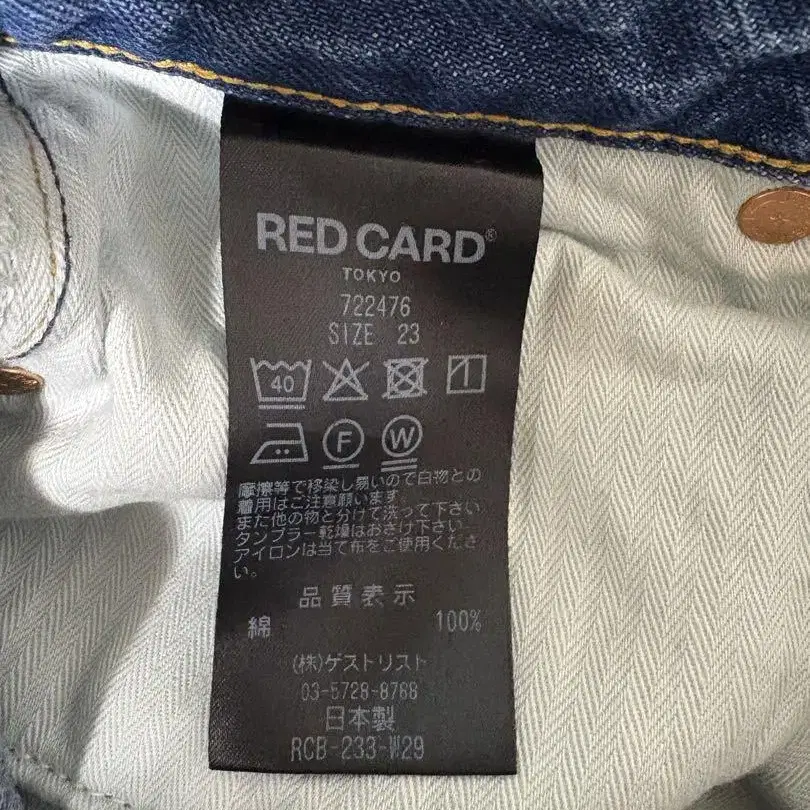 RED CARD®
TOKYO
722476
SIZE 23
40
F W
摩擦等で移染し易いので白物との
着用はご注意願います
また他の物と分けて洗って下さい
タンブラー乾燥はおさけ下さい
アイロンは当て布をご使用くださ
い。
品質表示
綿 100%
(株)ゲストリスト
03-5728-8768
日本製
RCB-233-W29